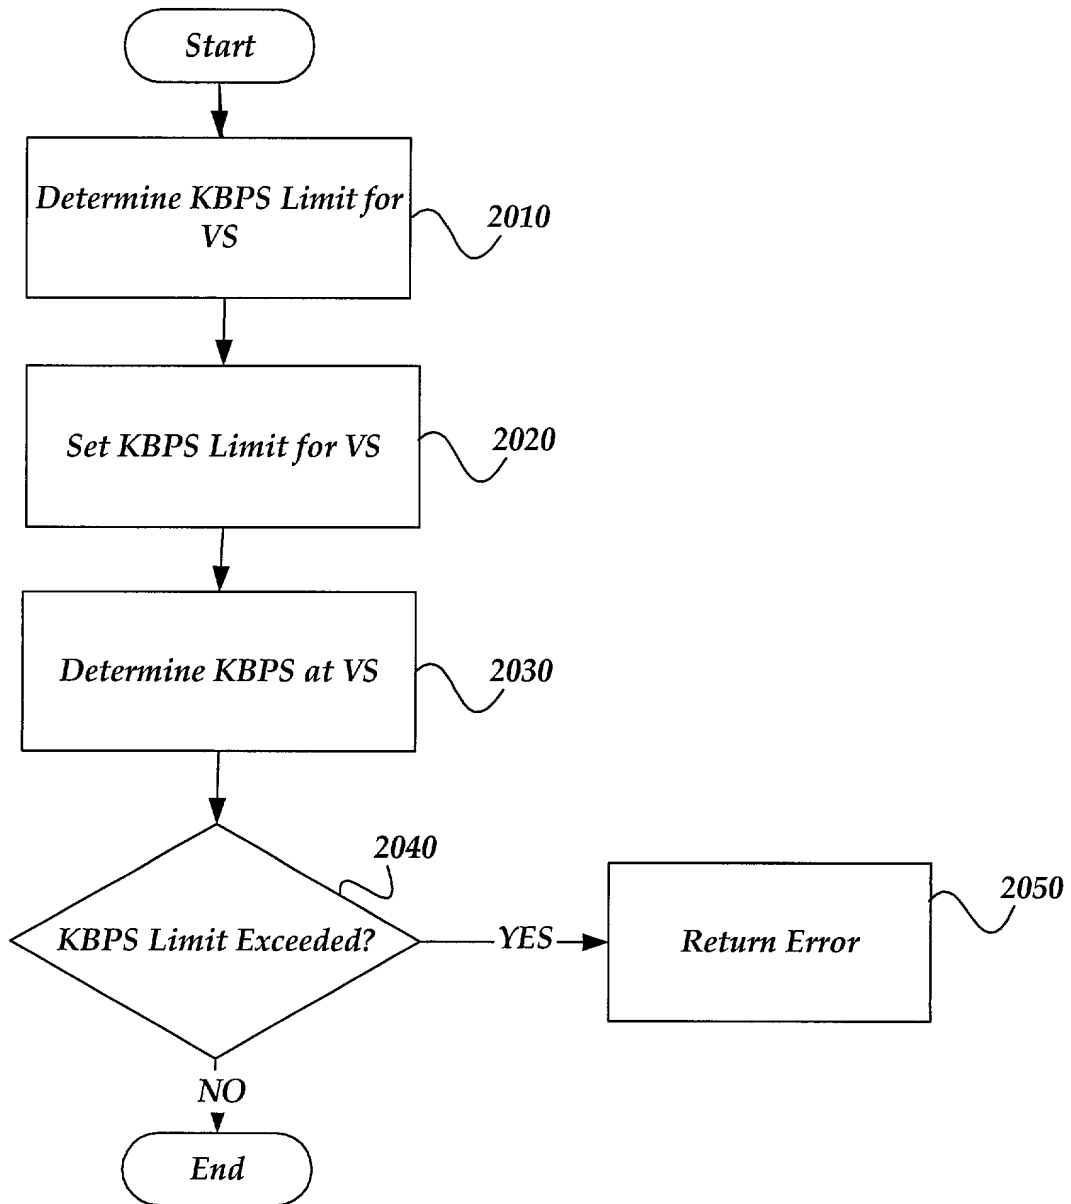 Start
Determine KBPS Limit for
VS
2010
Set KBPS Limit for VS
2020
Determine KBPS at VS
2030
2040
KBPS Limit Exceeded?
YES
Return Error
2050
NO
End